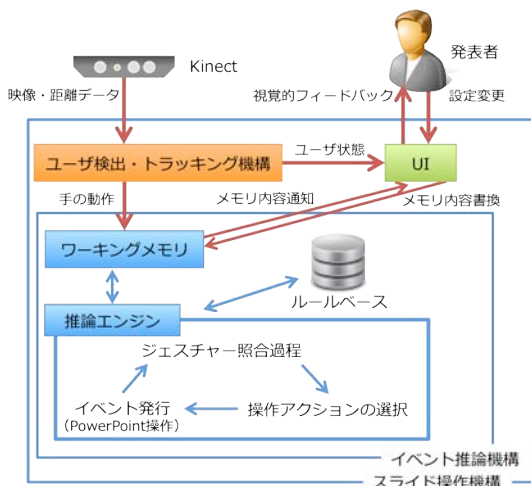 Kinect
発表者
映像・距離データ
視覚的フィードバック
設定変更
ユーザ検出・トラッキング機構
ユーザ状態
UI
手の動作
メモリ内容通知
メモリ内容書換
ワーキングメモリ
ルールベース
推論エンジン
ジェスチャー照合過程
イベント発行
(PowerPoint操作)
操作アクションの選択
イベント推論機構
スライド操作機構